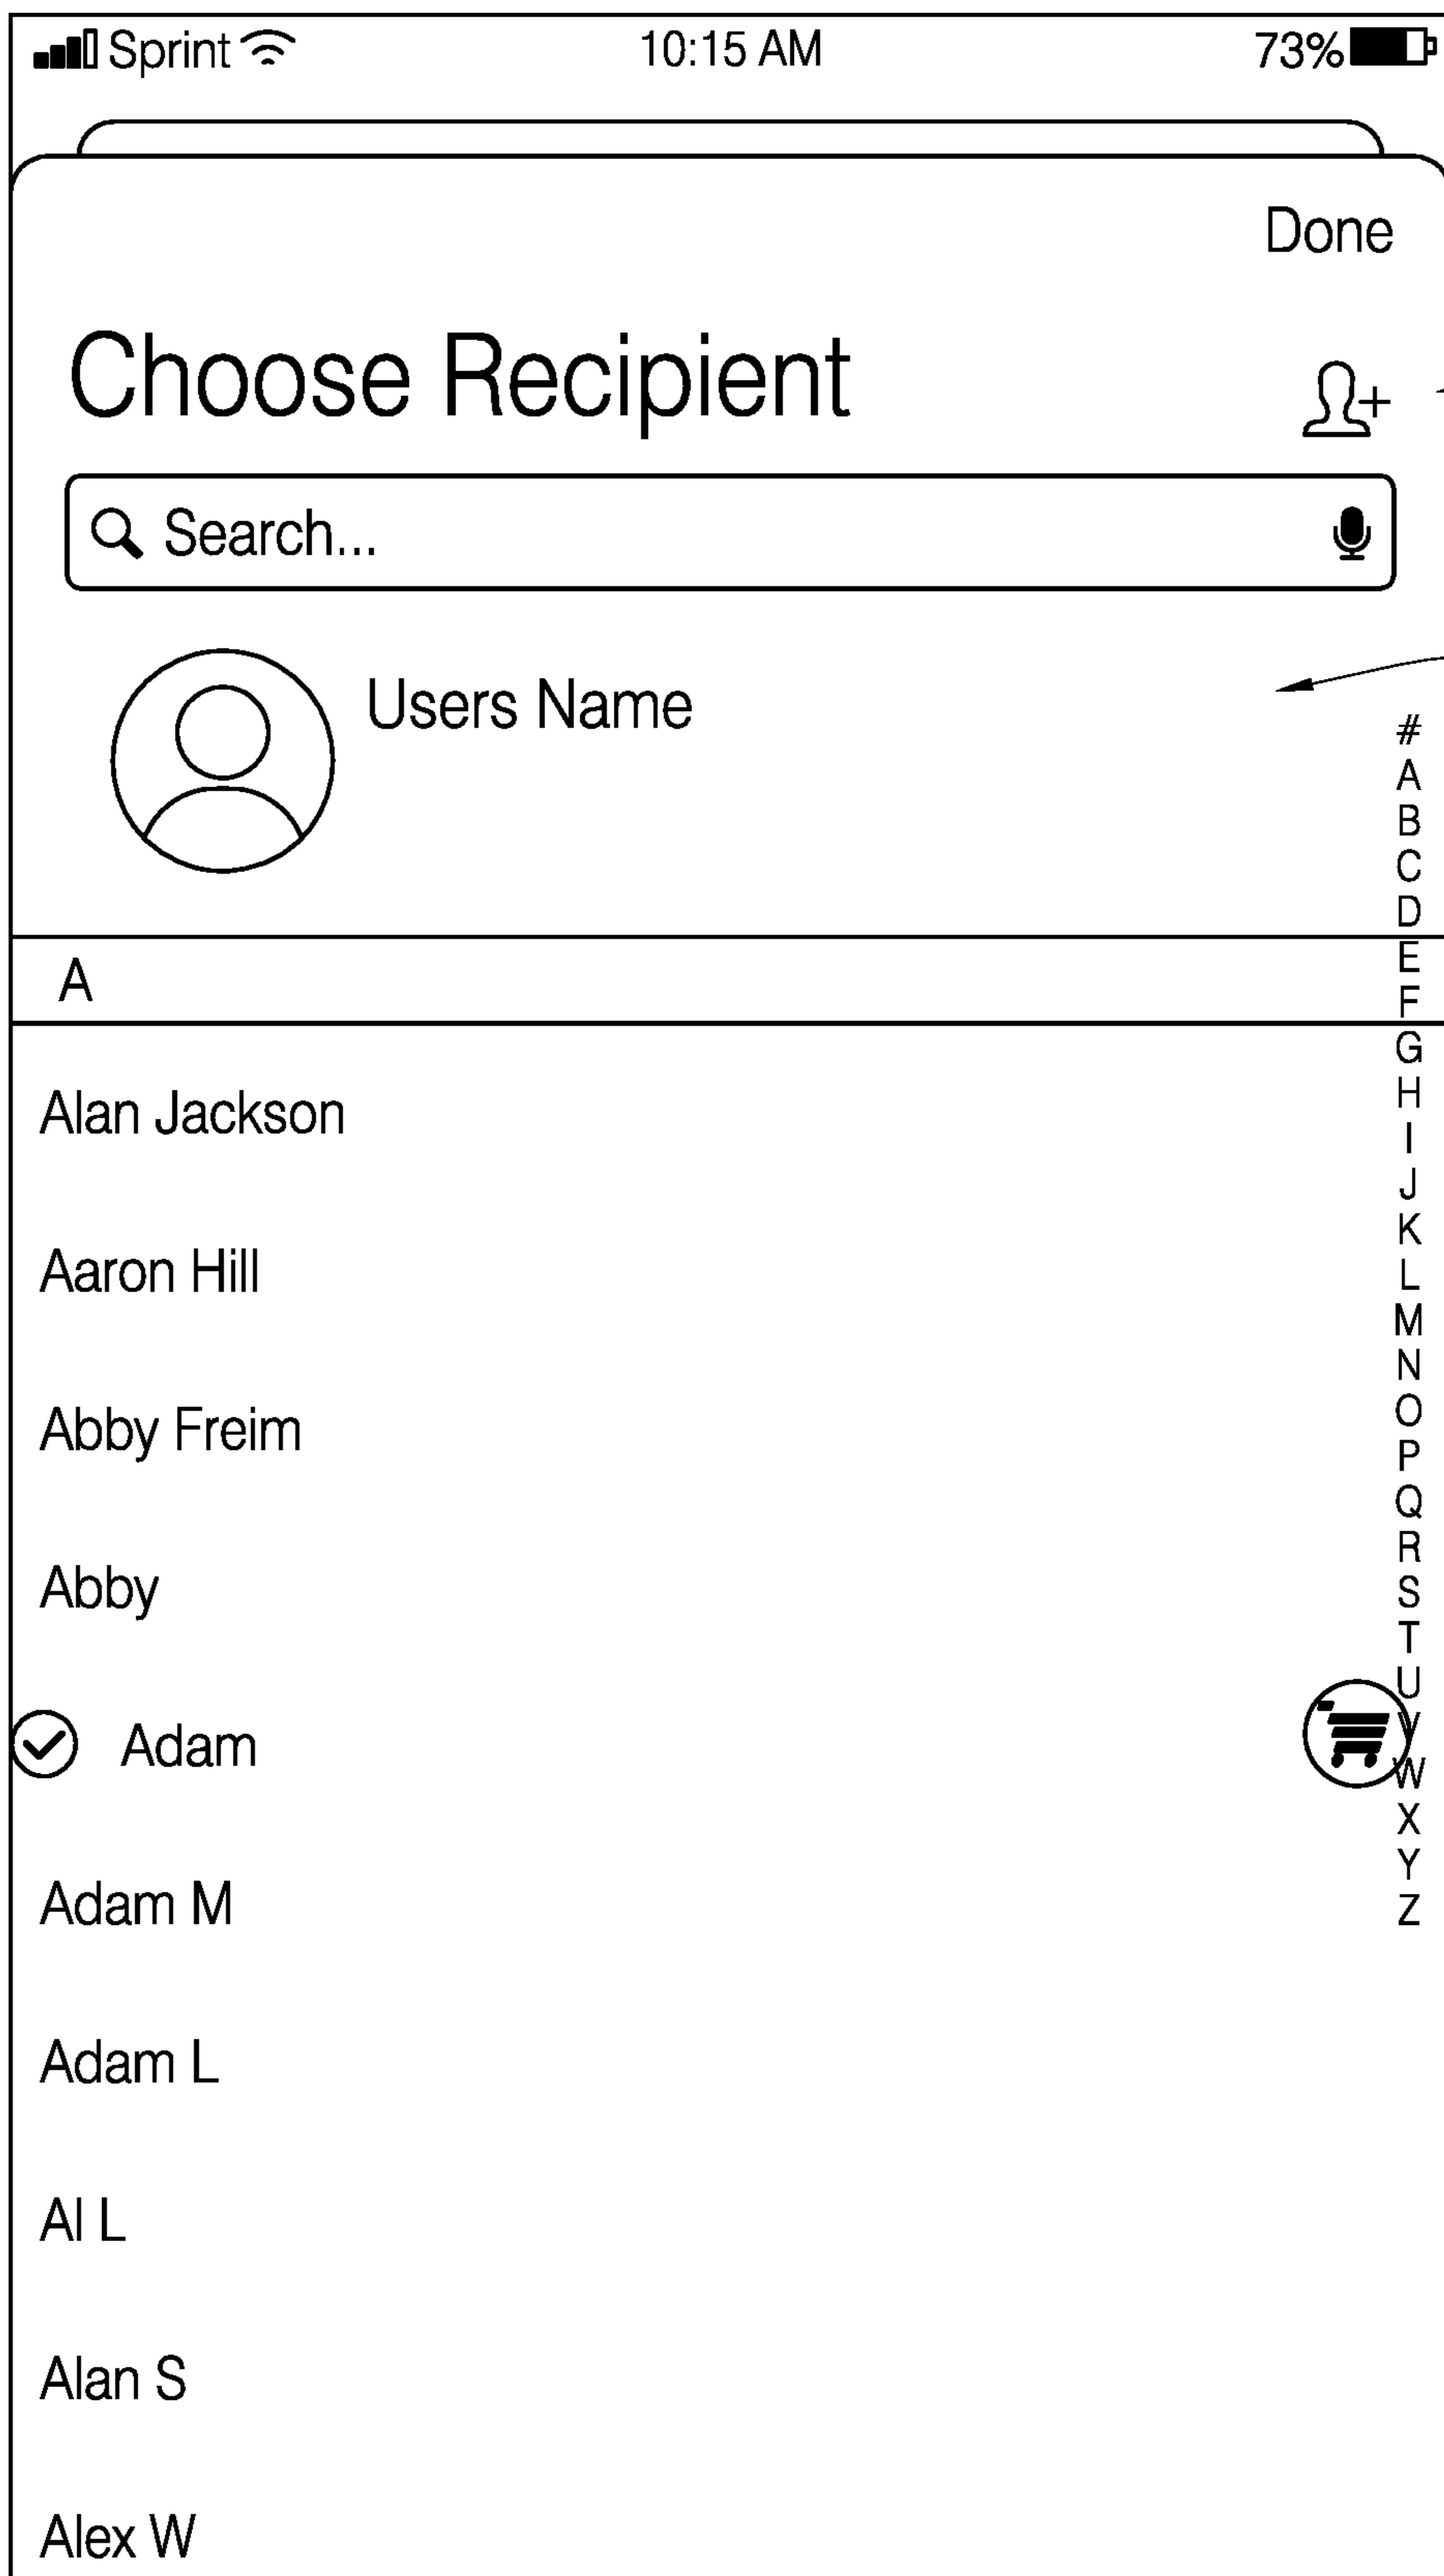 Sprint 10:15 AM 73%
Done
Choose Recipient
Search...
Users Name
#
A
B
C
D
E
F
G
H
I
J
K
L
M
N
O
P
Q
R
S
T
U
V
W
X
Y
Z
A
Alan Jackson
Aaron Hill
Abby Freim
Abby
Adam
Adam M
Adam L
Al L
Alan S
Alex W